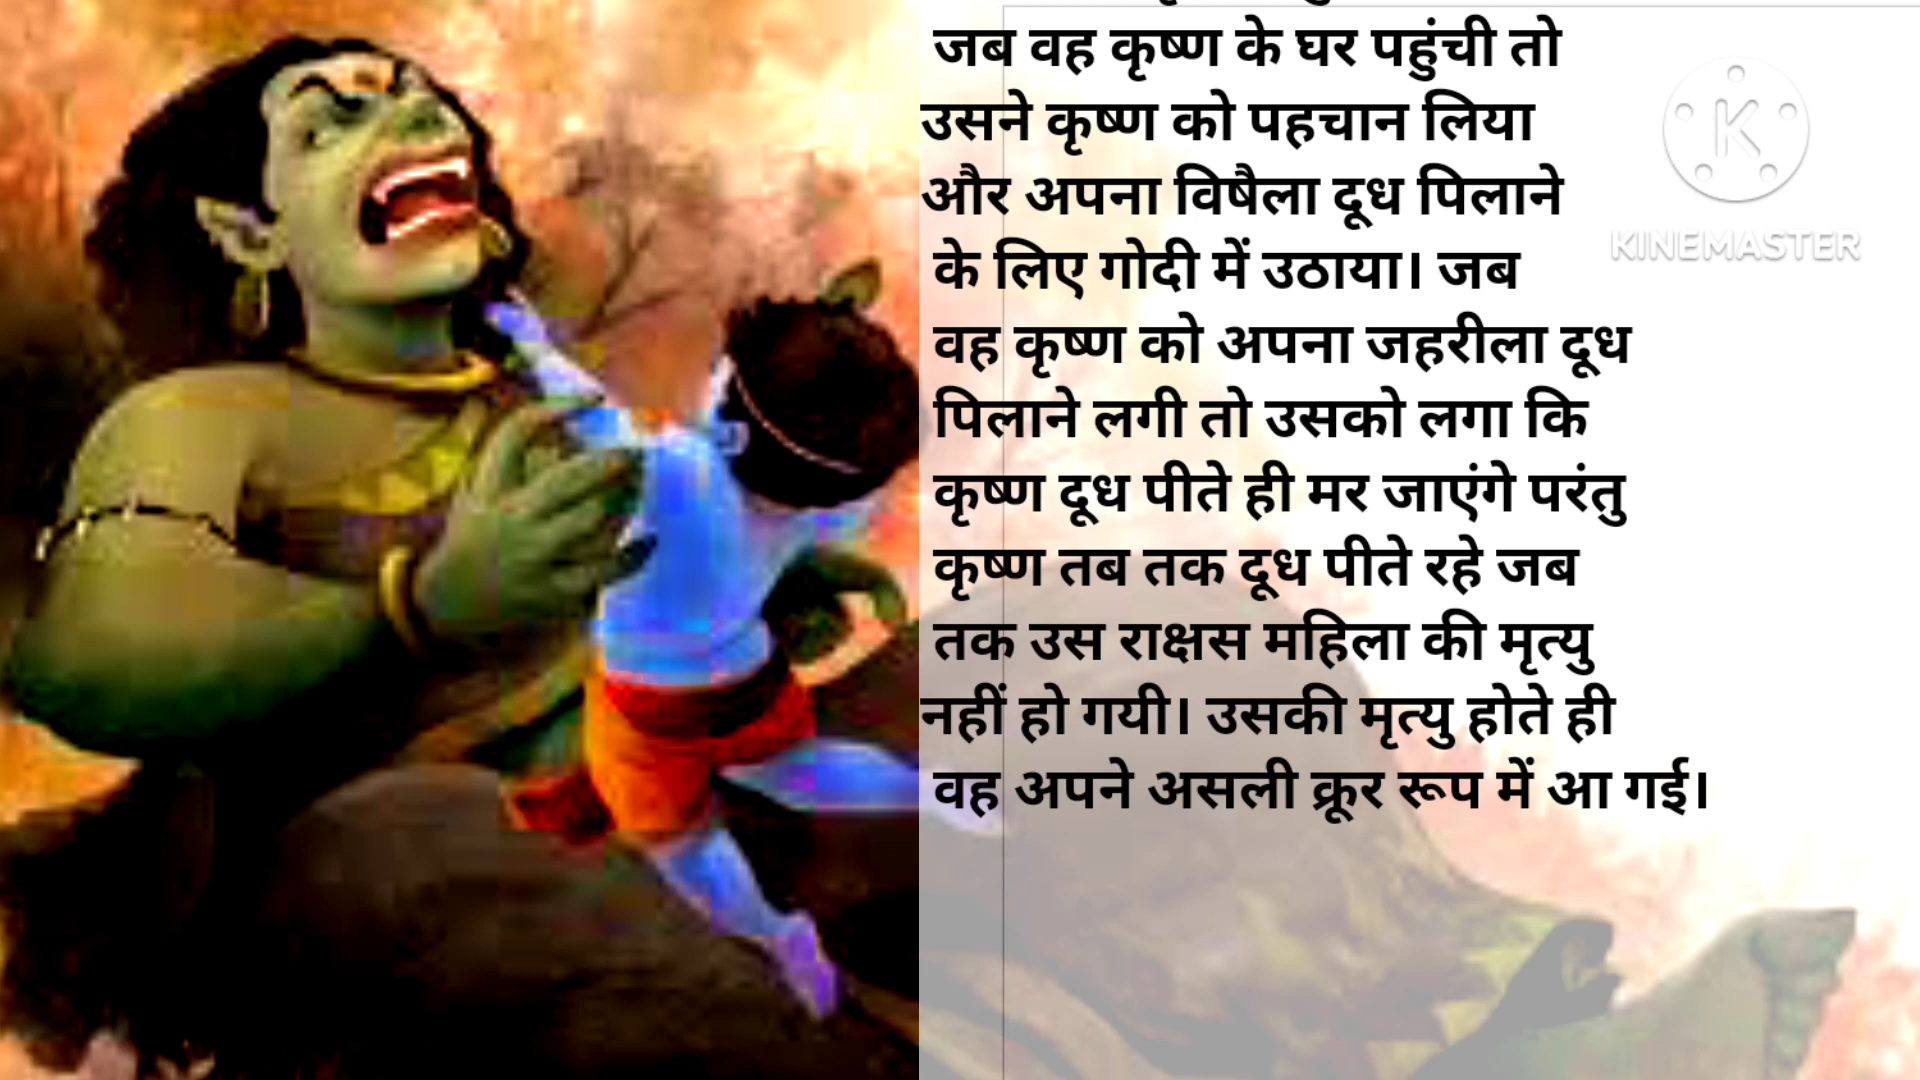 जब वह कृष्ण के घर पहुंची तो
उसने कृष्ण को पहचान लिया
और अपना विषैला दूध पिलाने
के लिए गोदी में उठाया। जब
वह कृष्ण को अपना जहरीला दूध
पिलाने लगी तो उसको लगा कि
कृष्ण दूध पीते ही मर जाएंगे परंतु
कृष्ण तब तक दूध पीते रहे जब
तक उस राक्षस महिला की मृत्यु
नहीं हो गयी। उसकी मृत्यु होते ही
वह अपने असली क्रूर रूप में आ गई।
K
KINEMASTER